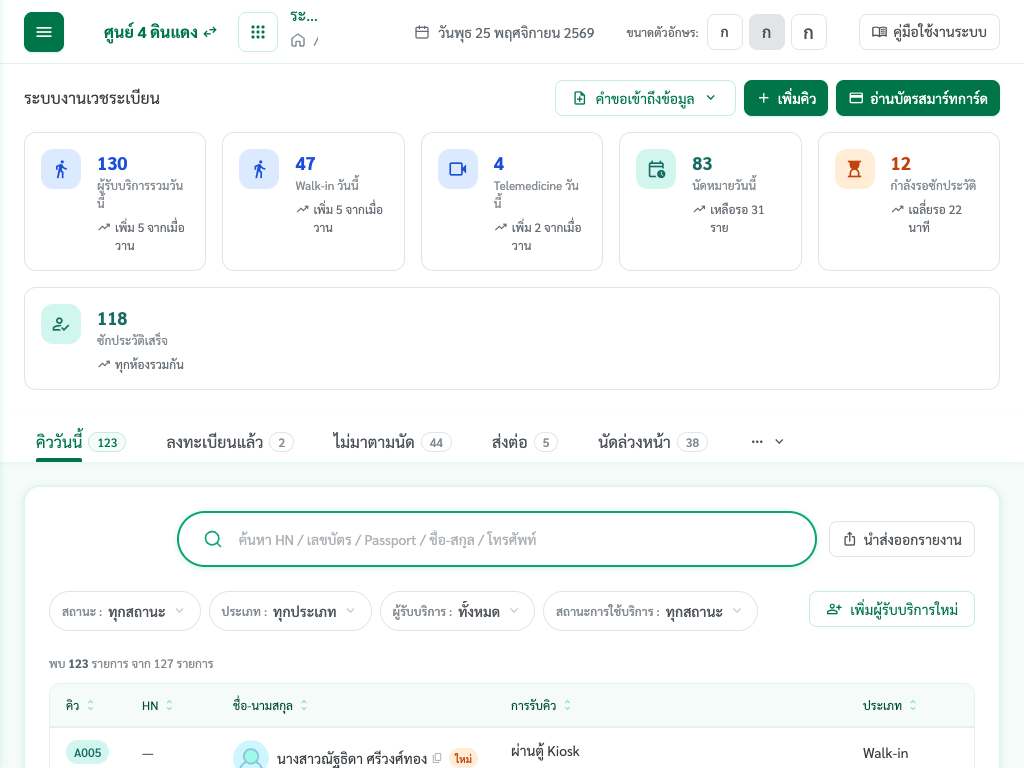 ศูนย์ 4 ดินแดง
ระ...
/
วันพุธ 25 พฤศจิกายน 2569
ขนาดตัวอักษร:
ก
ก
ก
คู่มือใช้งานระบบ
ระบบงานเวชระเบียน
คำขอเข้าถึงข้อมูล
+ เพิ่มคิว
อ่านบัตรสมาร์ทการ์ด
130
ผู้รับบริการรวมวัน
นี้
เพิ่ม 5 จากเมื่อ
วาน
47
Walk-in วันนี้
เพิ่ม 5 จากเมื่อ
วาน
4
Telemedicine วัน
นี้
เพิ่ม 2 จากเมื่อ
วาน
83
นัดหมายวันนี้
เหลือรอ 31
ราย
12
กำลังรอซักประวัติ
เฉลี่ยรอ 22
นาที
118
ซักประวัติเสร็จ
ทุกห้องรวมกัน
คิววันนี้ 123
ลงทะเบียนแล้ว 2
ไม่มาตามนัด 44
ส่งต่อ 5
นัดล่วงหน้า 38
...
ค้นหา HN / เลขบัตร / Passport / ชื่อ-สกุล / โทรศัพท์
นำส่งออกรายงาน
สถานะ : ทุกสถานะ
ประเภท : ทุกประเภท
ผู้รับบริการ : ทั้งหมด
สถานะการใช้บริการ : ทุกสถานะ
เพิ่มผู้รับบริการใหม่
พบ 123 รายการ จาก 127 รายการ
คิว HN ชื่อ-นามสกุล การรับคิว ประเภท
A005 — นางสาวณัฐธิดา ศรีวงศ์ทอง ใหม่ ผ่านตู้ Kiosk Walk-in